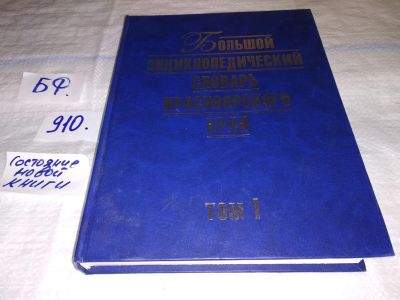 Большой
энциклопедический
словарь
Красноярского
края
том I
БФ.
910.
Состояние
новой
книги